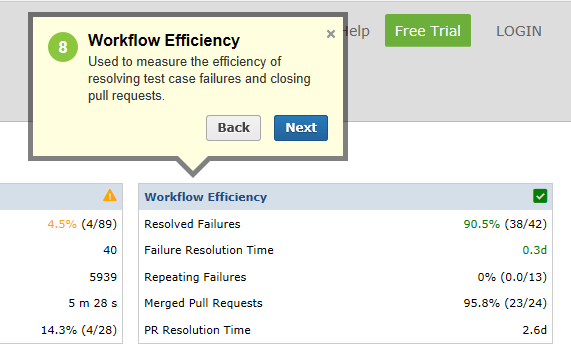 8
Workflow Efficiency
×
Used to measure the efficiency of
resolving test case failures and closing
pull requests.
Back
Next
Help
Free Trial
LOGIN
4.5% (4/89)
40
5939
5 m 28 s
14.3% (4/28)
Workflow Efficiency
Resolved Failures 90.5% (38/42)
Failure Resolution Time 0.3d
Repeating Failures 0% (0.0/13)
Merged Pull Requests 95.8% (23/24)
PR Resolution Time 2.6d